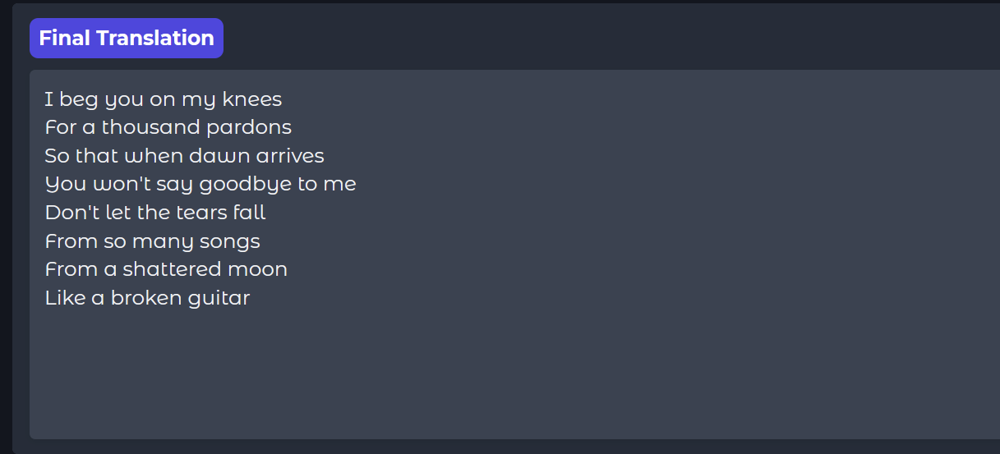 Final Translation
I beg you on my knees
For a thousand pardons
So that when dawn arrives
You won't say goodbye to me
Don't let the tears fall
From so many songs
From a shattered moon
Like a broken guitar